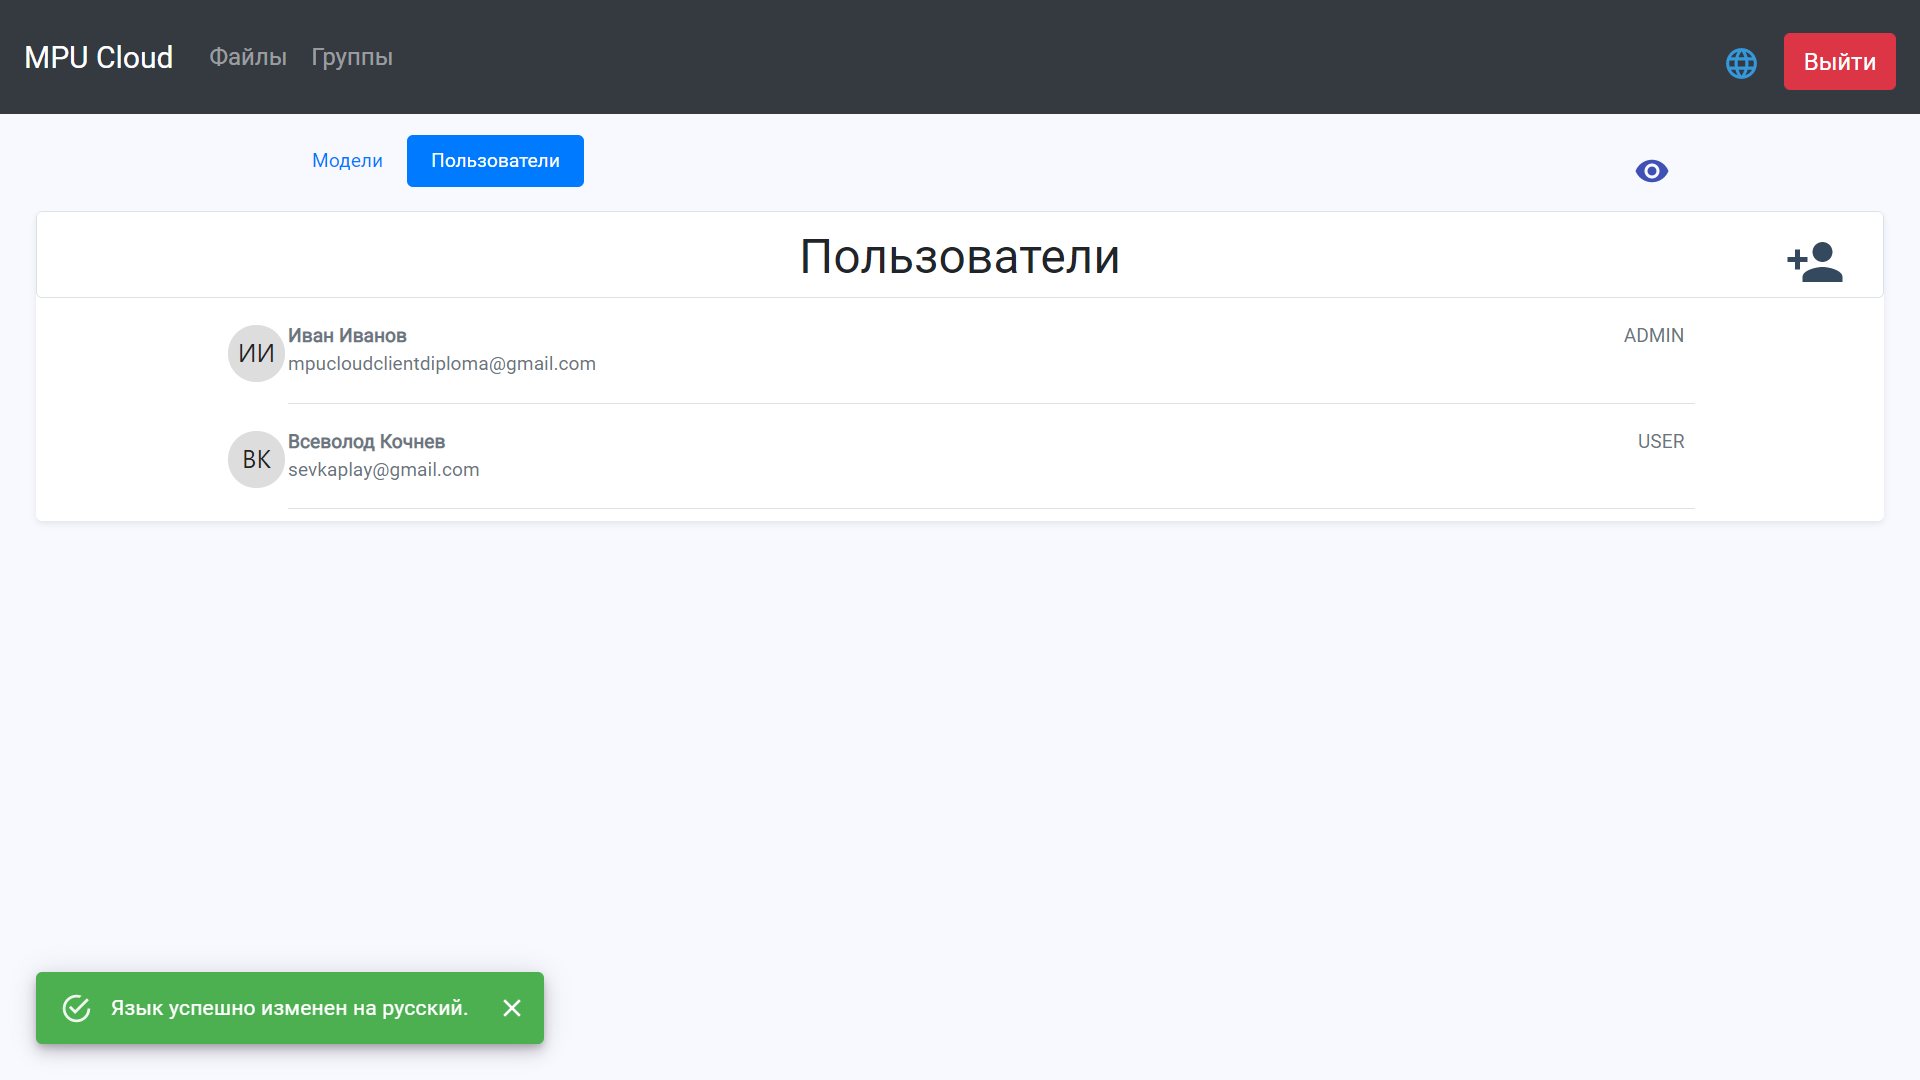 MPU Cloud Файлы Группы Выйти
Модели Пользователи
Пользователи
ИИ Иван Иванов ADMIN
mpucloudclientdiploma@gmail.com
ВК Всеволод Кочнев USER
sevkaplay@gmail.com
Язык успешно изменен на русский.